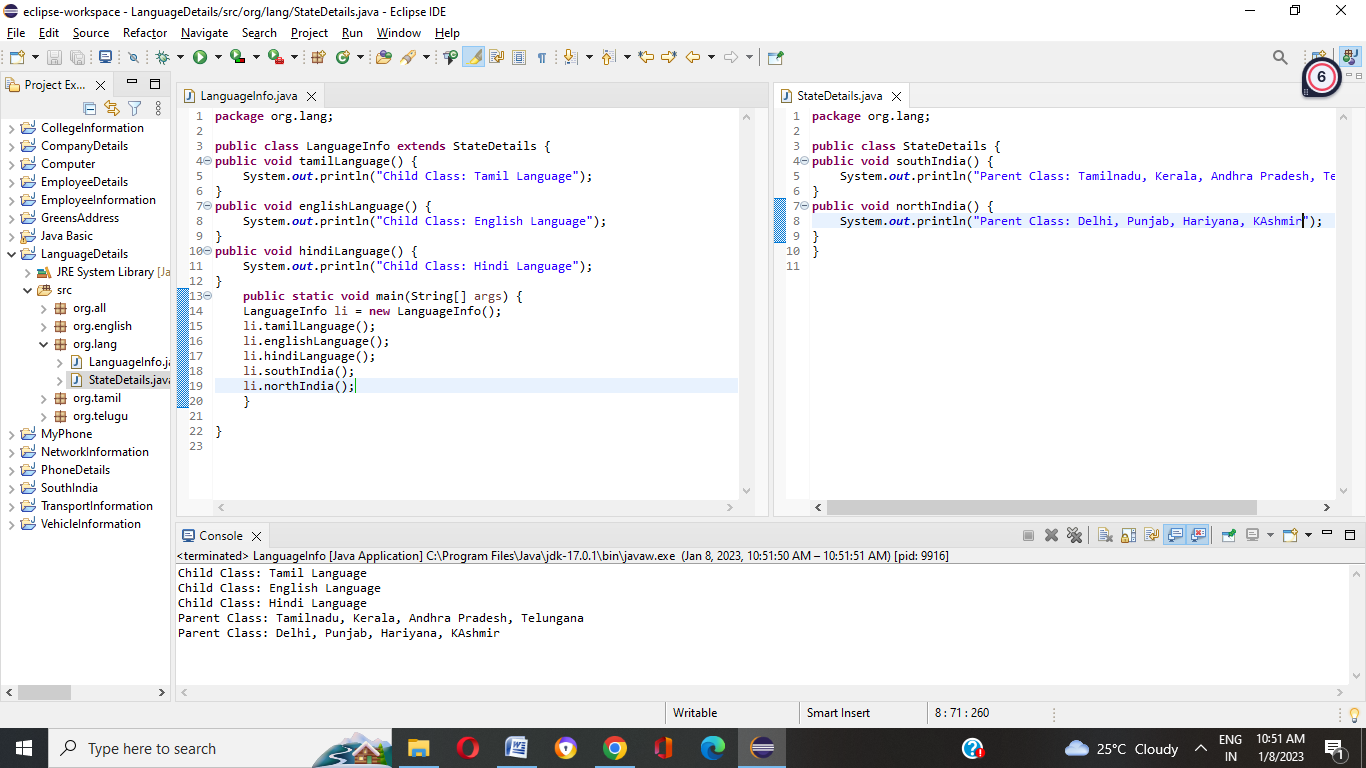 eclipse-workspace - LanguageDetails/src/org/lang/StateDetails.java - Eclipse IDE
File Edit Source Refactor Navigate Search Project Run Window Help
6
Project Ex...
CollegeInformation
CompanyDetails
Computer
EmployeeDetails
EmployeeInformation
GreensAddress
Java Basic
LanguageDetails
JRE System Library [Ja
src
org.all
org.english
org.lang
LanguageInfo.ja
StateDetails.java
org.tamil
org.telugu
MyPhone
NetworkInformation
PhoneDetails
SouthIndia
TransportInformation
VehicleInformation
LanguageInfo.java
1 package org.lang;
2
3 public class LanguageInfo extends StateDetails {
4 public void tamilLanguage() {
5 System.out.println("Child Class: Tamil Language");
6 }
7 public void englishLanguage() {
8 System.out.println("Child Class: English Language");
9 }
10 public void hindiLanguage() {
11 System.out.println("Child Class: Hindi Language");
12 }
13 public static void main(String[] args) {
14 LanguageInfo li = new LanguageInfo();
15 li.tamilLanguage();
16 li.englishLanguage();
17 li.hindiLanguage();
18 li.southIndia();
19 li.northIndia();
20 }
21
22 }
23
StateDetails.java
1 package org.lang;
2
3 public class StateDetails {
4 public void southIndia() {
5 System.out.println("Parent Class: Tamilnadu, Kerala, Andhra Pradesh, Te
6 }
7 public void northIndia() {
8 System.out.println("Parent Class: Delhi, Punjab, Hariyana, KAshmir");
9 }
10 }
11
Console
<terminated> LanguageInfo [Java Application] C:\Program Files\Java\jdk-17.0.1\bin\javaw.exe (Jan 8, 2023, 10:51:50 AM – 10:51:51 AM) [pid: 9916]
Child Class: Tamil Language
Child Class: English Language
Child Class: Hindi Language
Parent Class: Tamilnadu, Kerala, Andhra Pradesh, Telungana
Parent Class: Delhi, Punjab, Hariyana, KAshmir
Writable Smart Insert 8 : 71 : 260
Type here to search
25°C Cloudy
ENG
IN
10:51 AM
1/8/2023
1